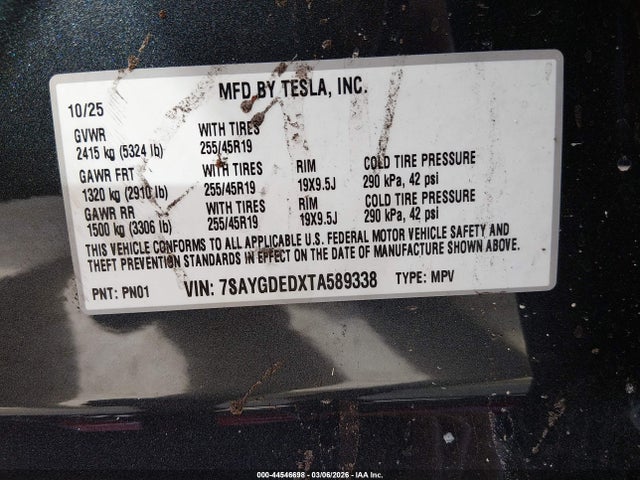 MFD BY TESLA, INC.
10/25
GVWR WITH TIRES
2415 kg (5324 lb) 255/45R19
GAWR FRT WITH TIRES RIM COLD TIRE PRESSURE
1320 kg (2910 lb) 255/45R19 19X9.5J 290 kPa, 42 psi
GAWR RR WITH TIRES RIM COLD TIRE PRESSURE
1500 kg (3306 lb) 255/45R19 19X9.5J 290 kPa, 42 psi
THIS VEHICLE CONFORMS TO ALL APPLICABLE U.S. FEDERAL MOTOR VEHICLE SAFETY AND
THEFT PREVENTION STANDARDS IN EFFECT ON THE DATE OF MANUFACTURE SHOWN ABOVE.
PNT: PN01 VIN: 7SAYGDEDXTA589338 TYPE: MPV
000-44546698 - 03/06/2026 - IAA Inc.